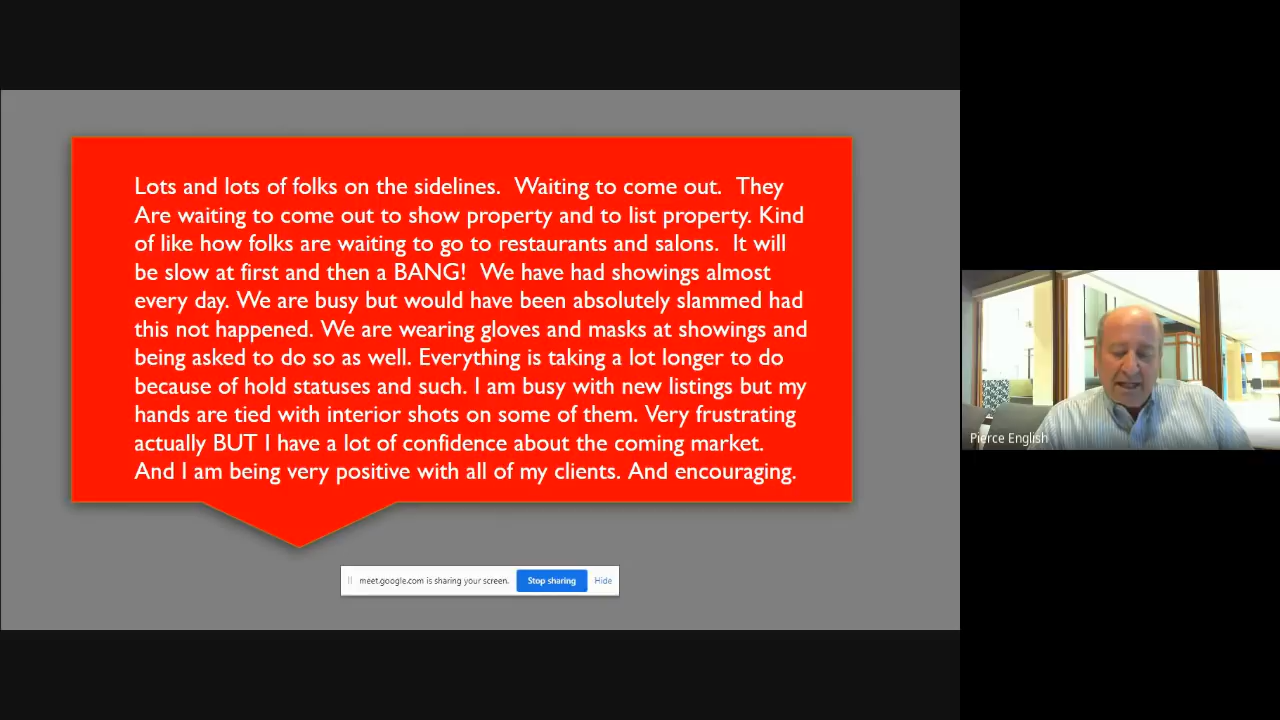 Lots and lots of folks on the sidelines.  Waiting to come out.  They
Are waiting to come out to show property and to list property. Kind
of like how folks are waiting to go to restaurants and salons.  It will
be slow at first and then a BANG!  We have had showings almost
every day. We are busy but would have been absolutely slammed had
this not happened. We are wearing gloves and masks at showings and
being asked to do so as well. Everything is taking a lot longer to do
because of hold statuses and such. I am busy with new listings but my
hands are tied with interior shots on some of them. Very frustrating
actually BUT I have a lot of confidence about the coming market.
And I am being very positive with all of my clients. And encouraging.
meet.google.com is sharing your screen. Stop sharing Hide
Pierce English